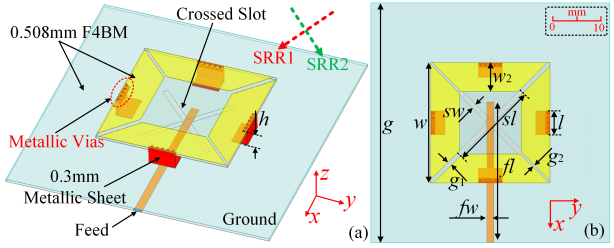 Crossed Slot
0.508mm F4BM
SRR1
SRR2
h
Metallic Vias
0.3mm
Metallic Sheet
Feed
Ground
z
y
x
(a)
mm
0 10
g
w
w2
sw
sl
l
g1
fl
g2
fw
y
x
(b)